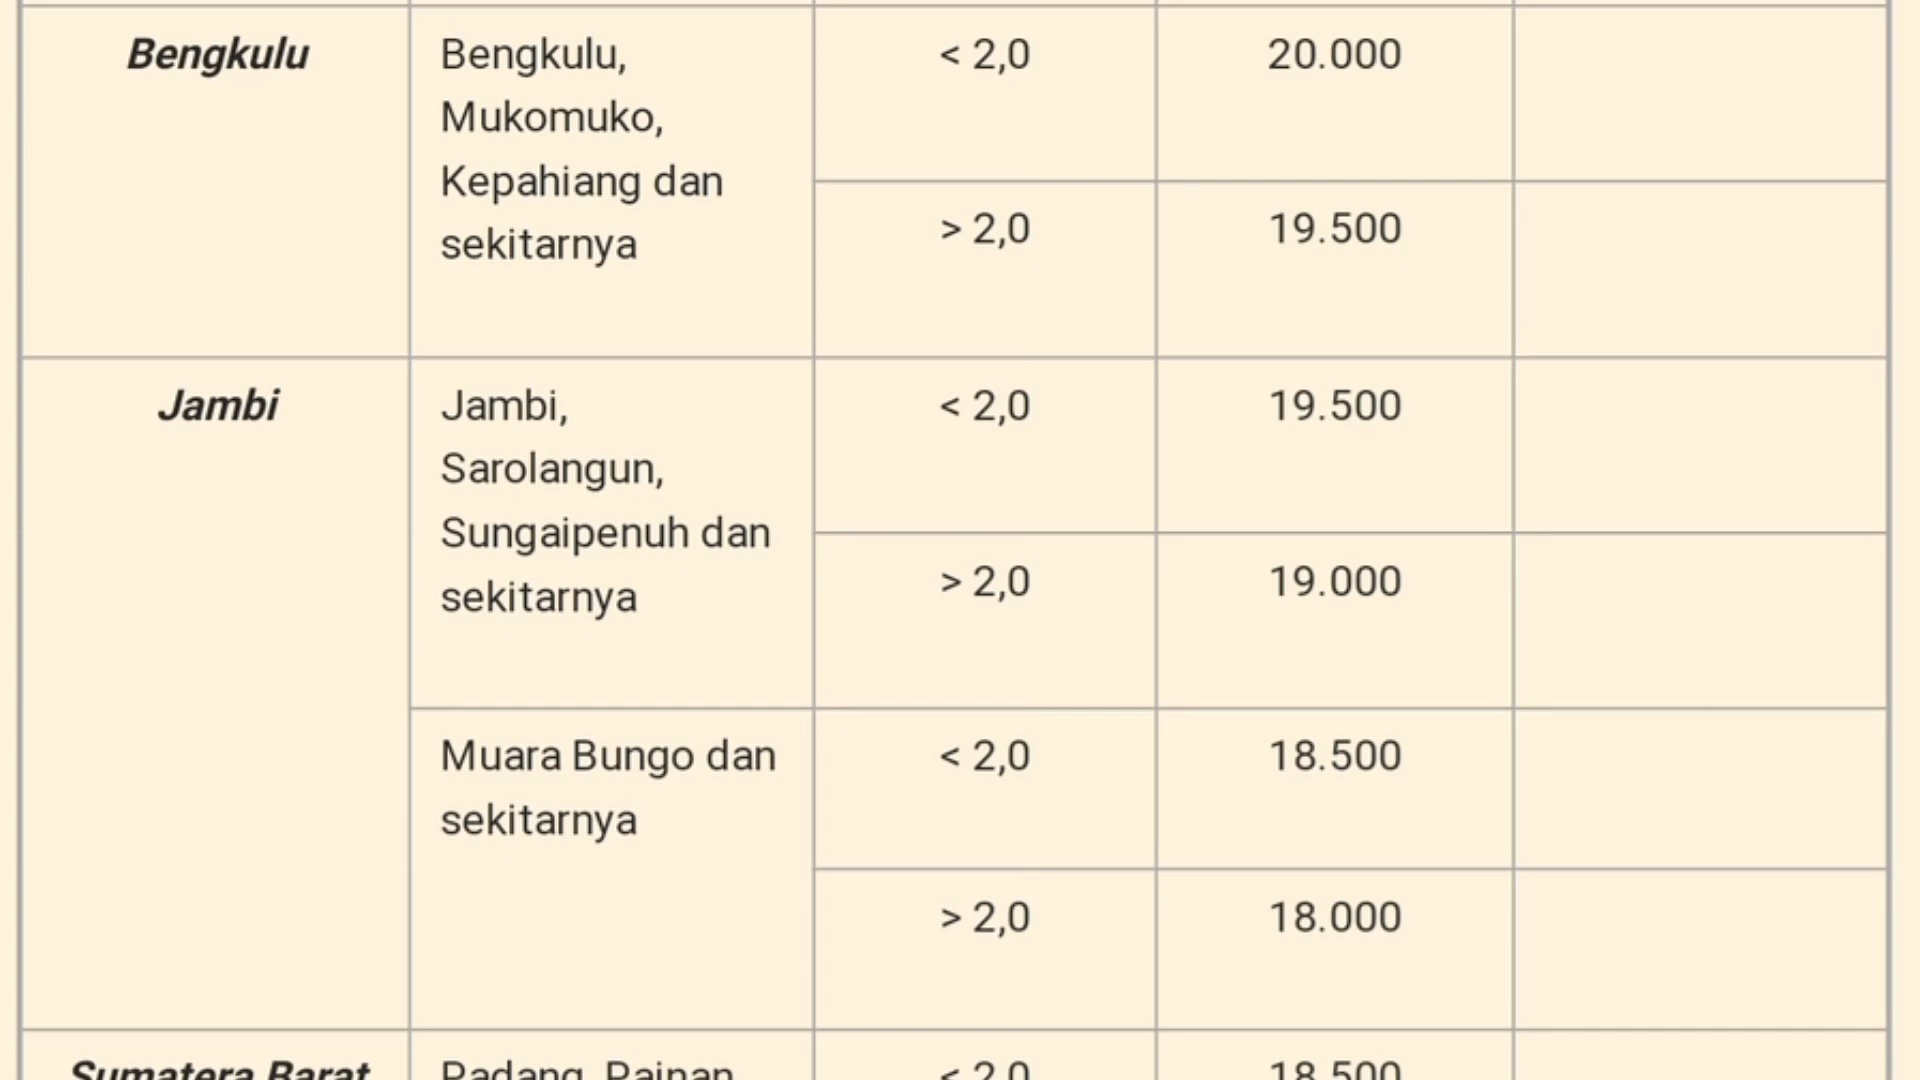 Bengkulu
Bengkulu,
Mukomuko,
Kepahiang dan
sekitarnya
< 2,0
20.000
> 2,0
19.500
Jambi
Jambi,
Sarolangun,
Sungaipenuh dan
sekitarnya
< 2,0
19.500
> 2,0
19.000
Muara Bungo dan
sekitarnya
< 2,0
18.500
> 2,0
18.000
Sumatera Barat
Padang, Painan
< 2,0
18.500